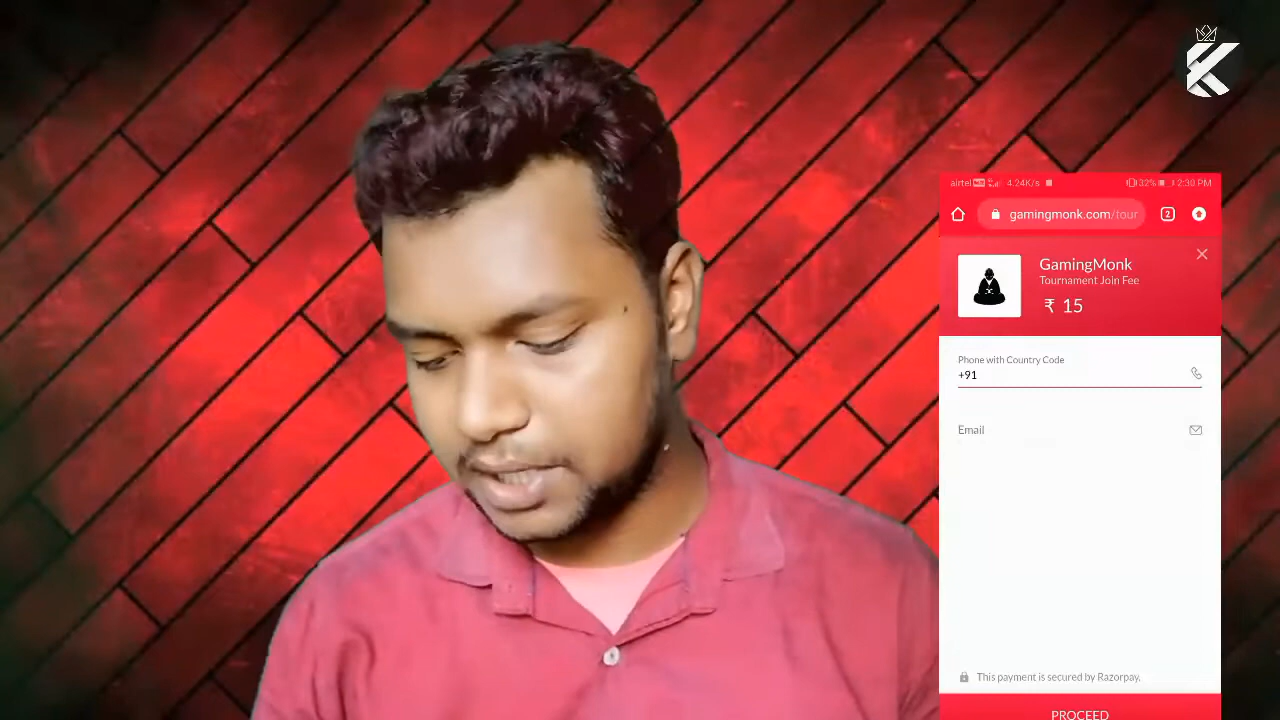 airtel 4.24K/s 32% 2:30 PM
gamingmonk.com/tour 2
GamingMonk
Tournament Join Fee
₹ 15
Phone with Country Code
+91
Email
This payment is secured by Razorpay.
PROCEED